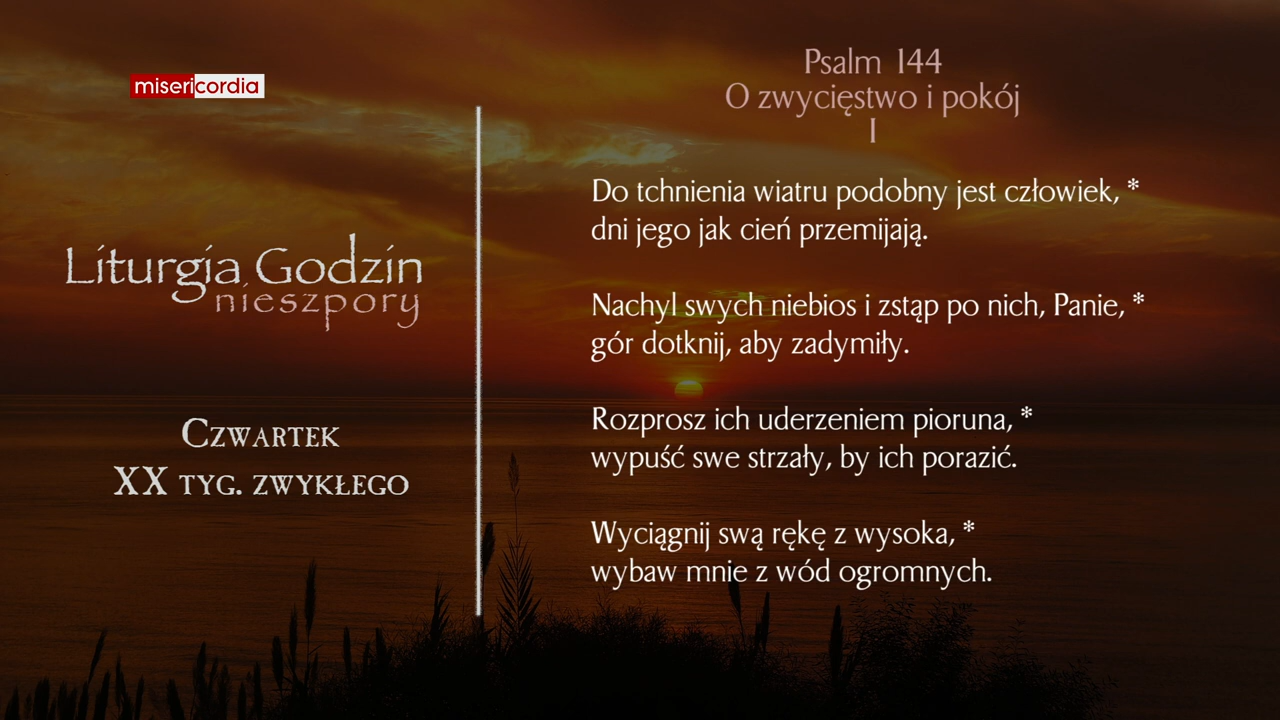 misericordia
Liturgia Godzin
nieszpory
Czwartek
XX tyg. zwykłego
Psalm 144
O zwycięstwo i pokój
I
Do tchnienia wiatru podobny jest człowiek, *
dni jego jak cień przemijają.
Nachyl swych niebios i zstąp po nich, Panie, *
gór dotknij, aby zadymiły.
Rozprosz ich uderzeniem pioruna, *
wypuść swe strzały, by ich porazić.
Wyciągnij swą rękę z wysoka, *
wybaw mnie z wód ogromnych.